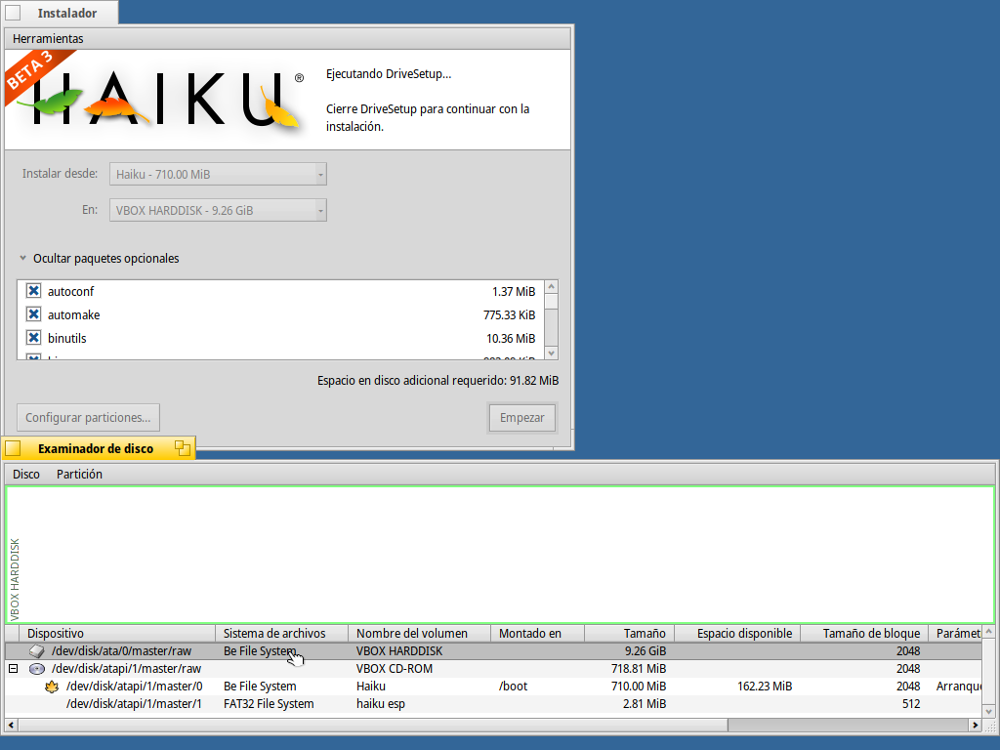 Instalador
Herramientas
BETA 3
HAIKU®
Ejecutando DriveSetup...
Cierre DriveSetup para continuar con la
instalación.
Instalar desde: Haiku - 710.00 MiB
En: VBOX HARDDISK - 9.26 GiB
Ocultar paquetes opcionales
autoconf 1.37 MiB
automake 775.33 KiB
binutils 10.36 MiB
Espacio en disco adicional requerido: 91.82 MiB
Configurar particiones... Empezar
Examinador de disco
Disco Partición
VBOX HARDDISK
Dispositivo Sistema de archivos Nombre del volumen Montado en Tamaño Espacio disponible Tamaño de bloque Parámet
/dev/disk/ata/0/master/raw Be File System VBOX HARDDISK 9.26 GiB 2048
/dev/disk/atapi/1/master/raw VBOX CD-ROM 718.81 MiB 2048
/dev/disk/atapi/1/master/0 Be File System Haiku /boot 710.00 MiB 162.23 MiB 2048 Arranqu
/dev/disk/atapi/1/master/1 FAT32 File System haiku esp 2.81 MiB 512